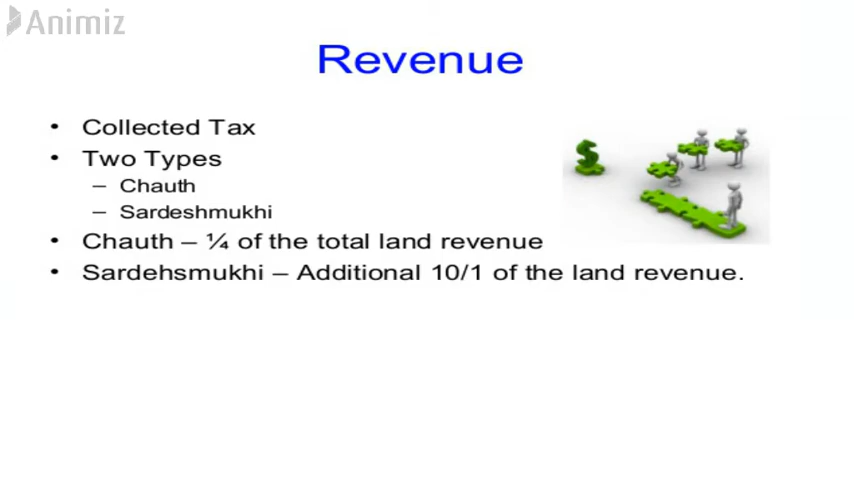 Animiz
Revenue
• Collected Tax
• Two Types
– Chauth
– Sardeshmukhi
• Chauth – ¼ of the total land revenue
• Sardehsmukhi – Additional 10/1 of the land revenue.
$